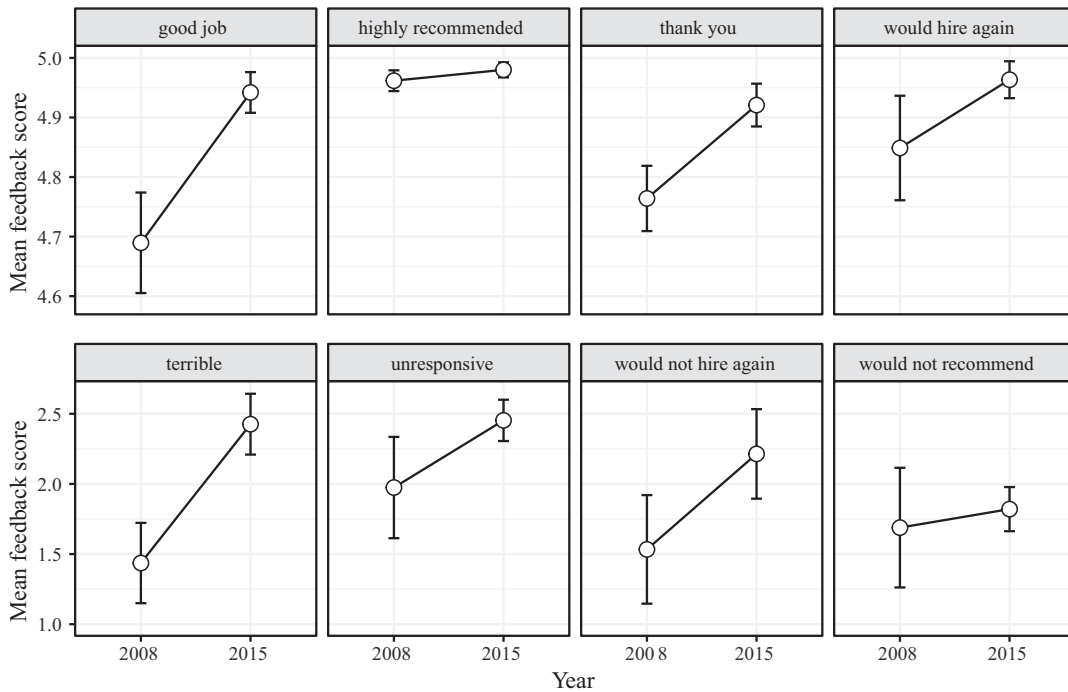 good job highly recommended thank you would hire again
5.0
4.9
4.8
4.7
4.6
Mean feedback score
terrible unresponsive would not hire again would not recommend
2.5
2.0
1.5
1.0
Mean feedback score
2008 2015 2008 2015 200 8 2015 2008 2015
Year